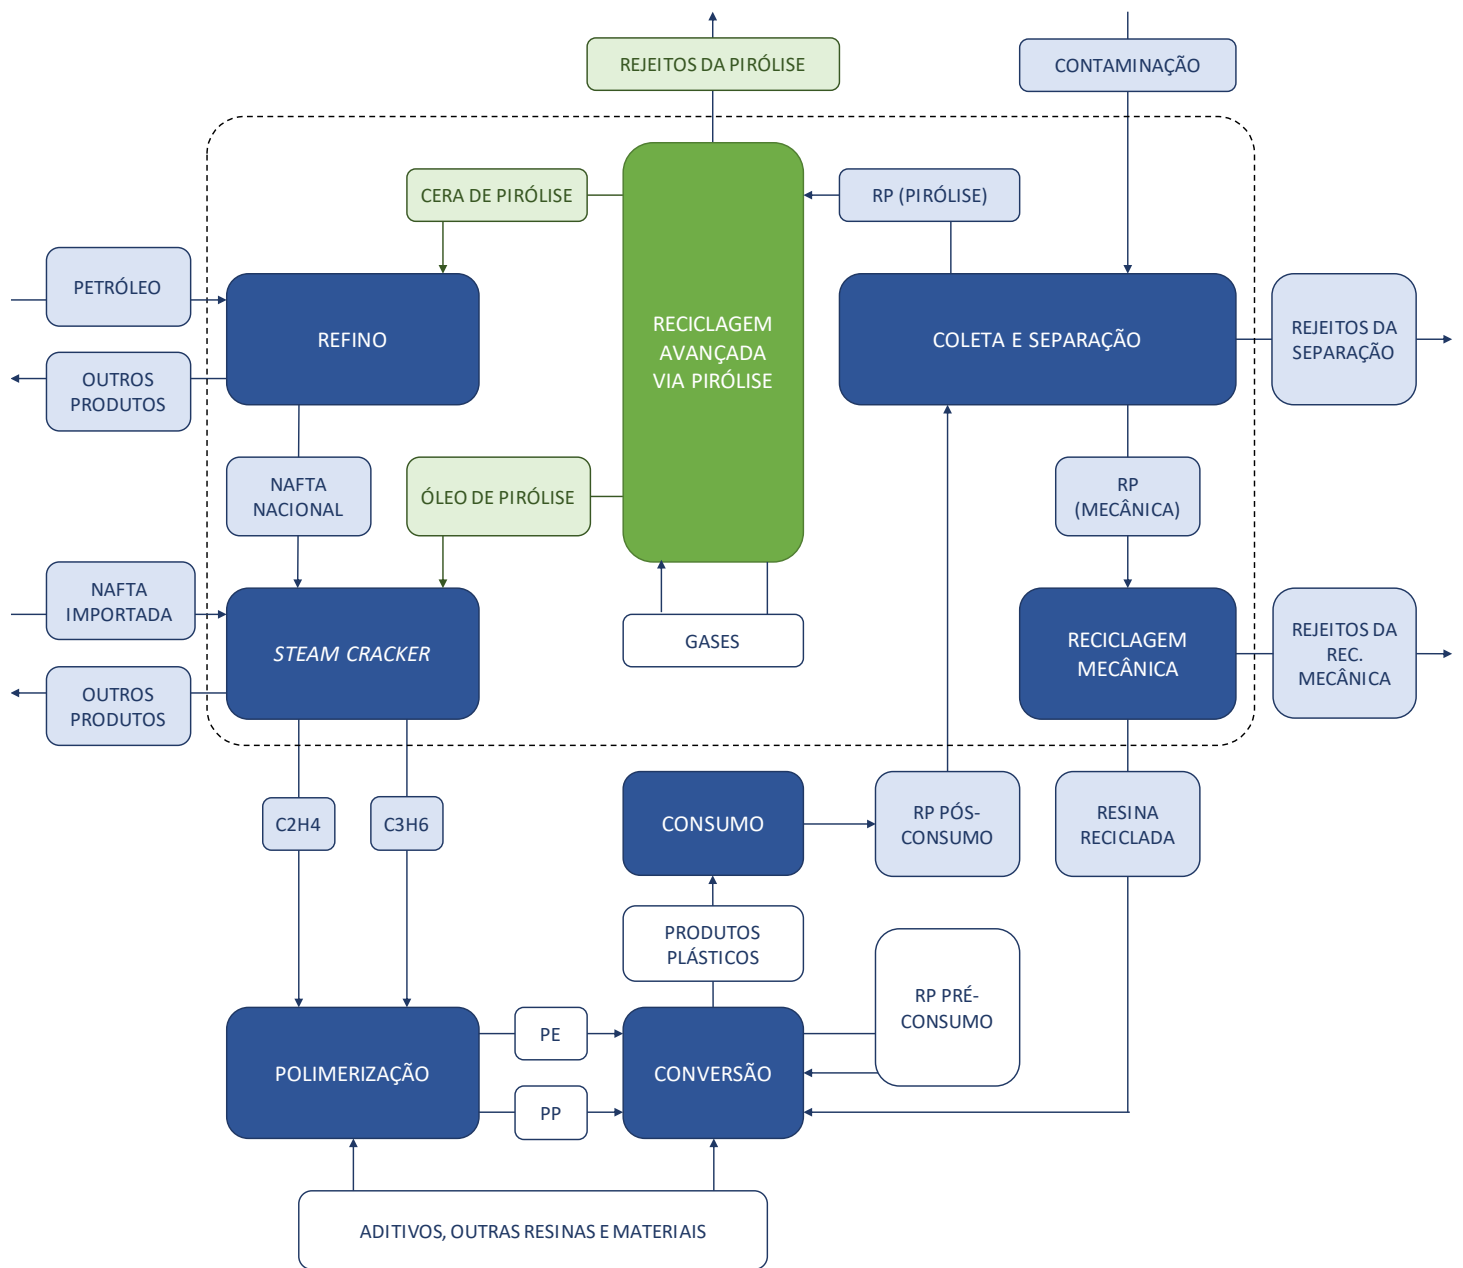 REJEITOS DA PIRÓLISE
CONTAMINAÇÃO
CERA DE PIRÓLISE
RP (PIRÓLISE)
PETRÓLEO
REFINO
RECICLAGEM
AVANÇADA
VIA PIRÓLISE
COLETA E SEPARAÇÃO
REJEITOS DA
SEPARAÇÃO
OUTROS
PRODUTOS
NAFTA
NACIONAL
ÓLEO DE PIRÓLISE
RP
(MECÂNICA)
NAFTA
IMPORTADA
STEAM CRACKER
GASES
RECICLAGEM
MECÂNICA
REJEITOS DA
REC.
MECÂNICA
OUTROS
PRODUTOS
C2H4
C3H6
CONSUMO
RP PÓS-
CONSUMO
RESINA
RECICLADA
PRODUTOS
PLÁSTICOS
RP PRÉ-
CONSUMO
POLIMERIZAÇÃO
PE
PP
CONVERSÃO
ADITIVOS, OUTRAS RESINAS E MATERIAIS